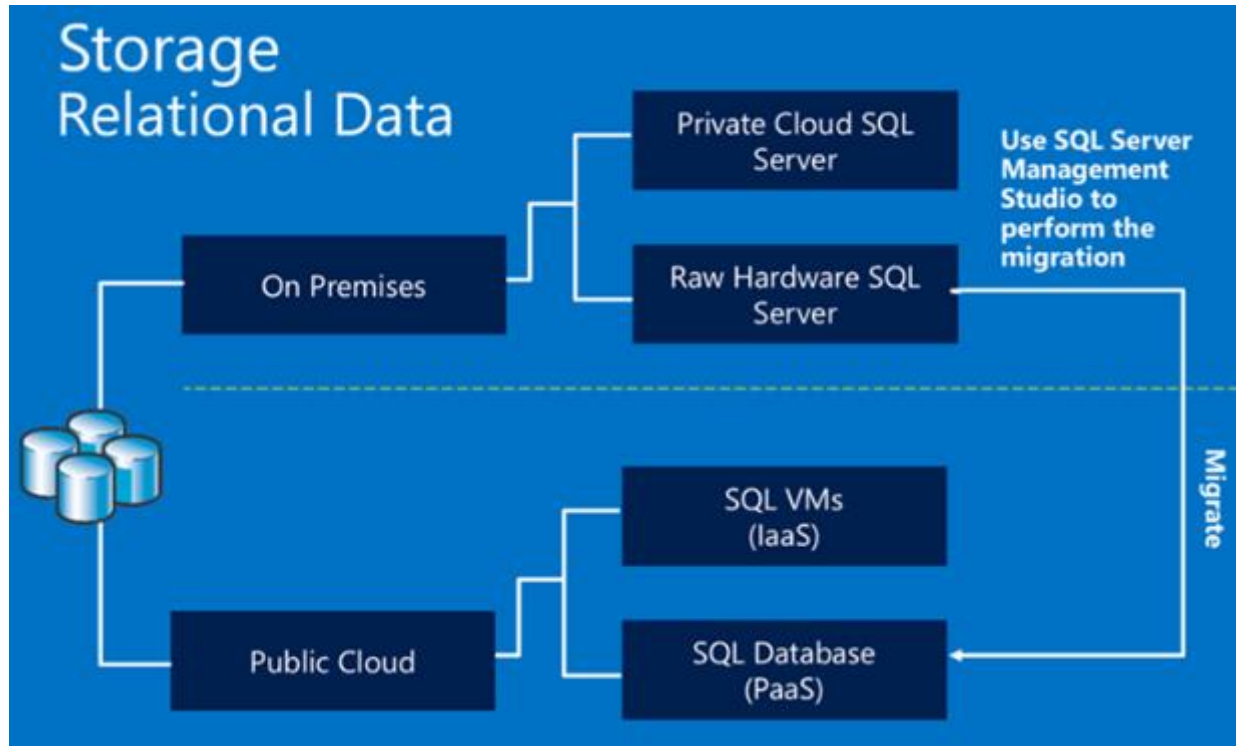 Storage
Relational Data
Private Cloud SQL
Server
Use SQL Server
Management
Studio to
perform the
migration
On Premises
Raw Hardware SQL
Server
SQL VMs
(IaaS)
Migrate
Public Cloud
SQL Database
(PaaS)